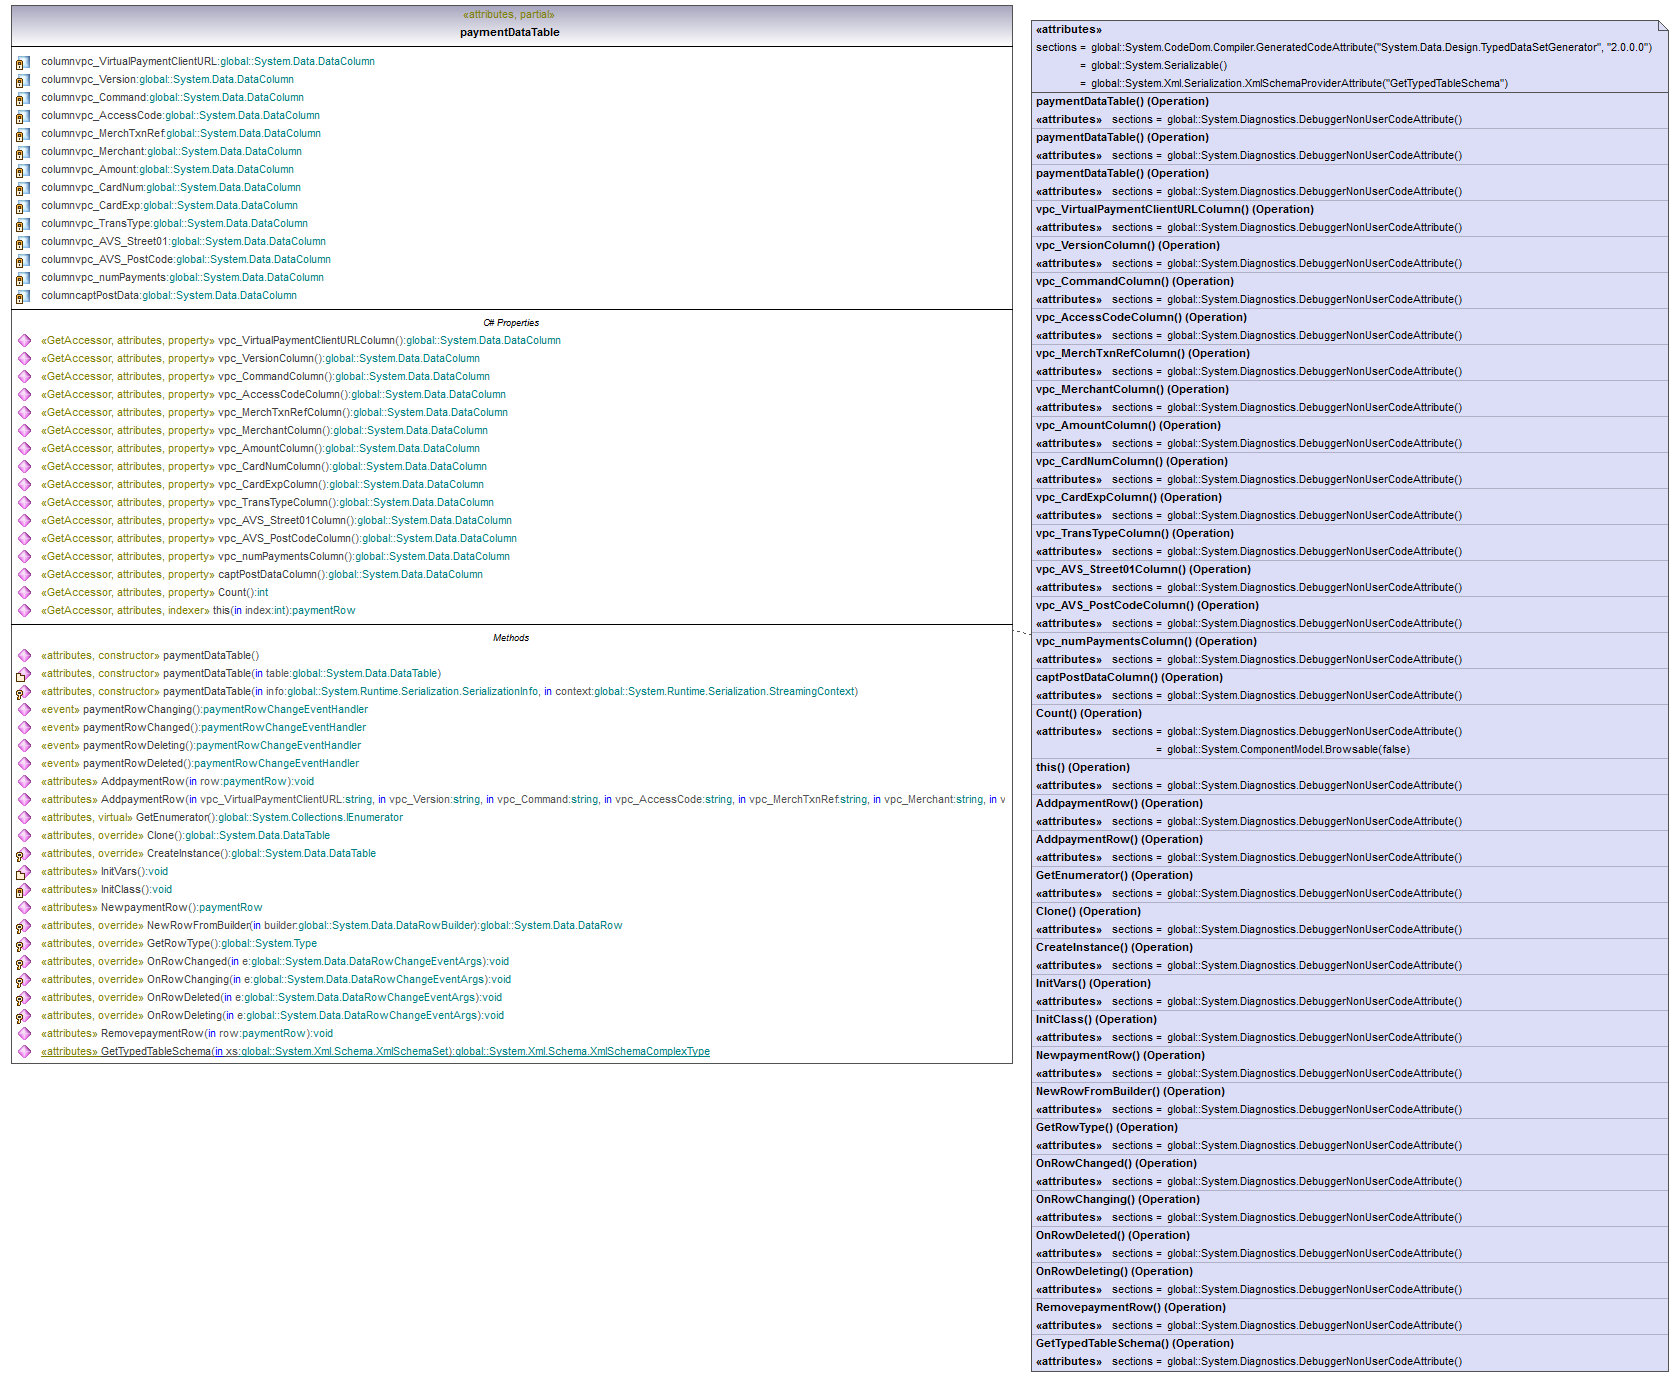 «attributes, partial»
paymentDataTable
columnvpc_VirtualPaymentClientURL:global::System.Data.DataColumn
columnvpc_Version:global::System.Data.DataColumn
columnvpc_Command:global::System.Data.DataColumn
columnvpc_AccessCode:global::System.Data.DataColumn
columnvpc_MerchTxnRef:global::System.Data.DataColumn
columnvpc_Merchant:global::System.Data.DataColumn
columnvpc_Amount:global::System.Data.DataColumn
columnvpc_CardNum:global::System.Data.DataColumn
columnvpc_CardExp:global::System.Data.DataColumn
columnvpc_TransType:global::System.Data.DataColumn
columnvpc_AVS_Street01:global::System.Data.DataColumn
columnvpc_AVS_PostCode:global::System.Data.DataColumn
columnvpc_numPayments:global::System.Data.DataColumn
columncaptPostData:global::System.Data.DataColumn
C# Properties
«GetAccessor, attributes, property» vpc_VirtualPaymentClientURLColumn():global::System.Data.DataColumn
«GetAccessor, attributes, property» vpc_VersionColumn():global::System.Data.DataColumn
«GetAccessor, attributes, property» vpc_CommandColumn():global::System.Data.DataColumn
«GetAccessor, attributes, property» vpc_AccessCodeColumn():global::System.Data.DataColumn
«GetAccessor, attributes, property» vpc_MerchTxnRefColumn():global::System.Data.DataColumn
«GetAccessor, attributes, property» vpc_MerchantColumn():global::System.Data.DataColumn
«GetAccessor, attributes, property» vpc_AmountColumn():global::System.Data.DataColumn
«GetAccessor, attributes, property» vpc_CardNumColumn():global::System.Data.DataColumn
«GetAccessor, attributes, property» vpc_CardExpColumn():global::System.Data.DataColumn
«GetAccessor, attributes, property» vpc_TransTypeColumn():global::System.Data.DataColumn
«GetAccessor, attributes, property» vpc_AVS_Street01Column():global::System.Data.DataColumn
«GetAccessor, attributes, property» vpc_AVS_PostCodeColumn():global::System.Data.DataColumn
«GetAccessor, attributes, property» vpc_numPaymentsColumn():global::System.Data.DataColumn
«GetAccessor, attributes, property» captPostDataColumn():global::System.Data.DataColumn
«GetAccessor, attributes, property» Count():int
«GetAccessor, attributes, indexer» this(in index:int):paymentRow
Methods
«attributes, constructor» paymentDataTable()
«attributes, constructor» paymentDataTable(in table:global::System.Data.DataTable)
«attributes, constructor» paymentDataTable(in info:global::System.Runtime.Serialization.SerializationInfo, in context:global::System.Runtime.Serialization.StreamingContext)
«event» paymentRowChanging():paymentRowChangeEventHandler
«event» paymentRowChanged():paymentRowChangeEventHandler
«event» paymentRowDeleting():paymentRowChangeEventHandler
«event» paymentRowDeleted():paymentRowChangeEventHandler
«attributes» AddpaymentRow(in row:paymentRow):void
«attributes» AddpaymentRow(in vpc_VirtualPaymentClientURL:string, in vpc_Version:string, in vpc_Command:string, in vpc_AccessCode:string, in vpc_MerchTxnRef:string, in vpc_Merchant:string, in v
«attributes, virtual» GetEnumerator():global::System.Collections.IEnumerator
«attributes, override» Clone():global::System.Data.DataTable
«attributes, override» CreateInstance():global::System.Data.DataTable
«attributes» InitVars():void
«attributes» InitClass():void
«attributes» NewpaymentRow():paymentRow
«attributes, override» NewRowFromBuilder(in builder:global::System.Data.DataRowBuilder):global::System.Data.DataRow
«attributes, override» GetRowType():global::System.Type
«attributes, override» OnRowChanged(in e:global::System.Data.DataRowChangeEventArgs):void
«attributes, override» OnRowChanging(in e:global::System.Data.DataRowChangeEventArgs):void
«attributes, override» OnRowDeleted(in e:global::System.Data.DataRowChangeEventArgs):void
«attributes, override» OnRowDeleting(in e:global::System.Data.DataRowChangeEventArgs):void
«attributes» RemovepaymentRow(in row:paymentRow):void
«attributes» GetTypedTableSchema(in xs:global::System.Xml.Schema.XmlSchemaSet):global::System.Xml.Schema.XmlSchemaComplexType
«attributes»
sections = global::System.CodeDom.Compiler.GeneratedCodeAttribute("System.Data.Design.TypedDataSetGenerator", "2.0.0.0")
= global::System.Serializable()
= global::System.Xml.Serialization.XmlSchemaProviderAttribute("GetTypedTableSchema")
paymentDataTable() (Operation)
«attributes» sections = global::System.Diagnostics.DebuggerNonUserCodeAttribute()
paymentDataTable() (Operation)
«attributes» sections = global::System.Diagnostics.DebuggerNonUserCodeAttribute()
paymentDataTable() (Operation)
«attributes» sections = global::System.Diagnostics.DebuggerNonUserCodeAttribute()
vpc_VirtualPaymentClientURLColumn() (Operation)
«attributes» sections = global::System.Diagnostics.DebuggerNonUserCodeAttribute()
vpc_VersionColumn() (Operation)
«attributes» sections = global::System.Diagnostics.DebuggerNonUserCodeAttribute()
vpc_CommandColumn() (Operation)
«attributes» sections = global::System.Diagnostics.DebuggerNonUserCodeAttribute()
vpc_AccessCodeColumn() (Operation)
«attributes» sections = global::System.Diagnostics.DebuggerNonUserCodeAttribute()
vpc_MerchTxnRefColumn() (Operation)
«attributes» sections = global::System.Diagnostics.DebuggerNonUserCodeAttribute()
vpc_MerchantColumn() (Operation)
«attributes» sections = global::System.Diagnostics.DebuggerNonUserCodeAttribute()
vpc_AmountColumn() (Operation)
«attributes» sections = global::System.Diagnostics.DebuggerNonUserCodeAttribute()
vpc_CardNumColumn() (Operation)
«attributes» sections = global::System.Diagnostics.DebuggerNonUserCodeAttribute()
vpc_CardExpColumn() (Operation)
«attributes» sections = global::System.Diagnostics.DebuggerNonUserCodeAttribute()
vpc_TransTypeColumn() (Operation)
«attributes» sections = global::System.Diagnostics.DebuggerNonUserCodeAttribute()
vpc_AVS_Street01Column() (Operation)
«attributes» sections = global::System.Diagnostics.DebuggerNonUserCodeAttribute()
vpc_AVS_PostCodeColumn() (Operation)
«attributes» sections = global::System.Diagnostics.DebuggerNonUserCodeAttribute()
vpc_numPaymentsColumn() (Operation)
«attributes» sections = global::System.Diagnostics.DebuggerNonUserCodeAttribute()
captPostDataColumn() (Operation)
«attributes» sections = global::System.Diagnostics.DebuggerNonUserCodeAttribute()
Count() (Operation)
«attributes» sections = global::System.Diagnostics.DebuggerNonUserCodeAttribute()
= global::System.ComponentModel.Browsable(false)
this() (Operation)
«attributes» sections = global::System.Diagnostics.DebuggerNonUserCodeAttribute()
AddpaymentRow() (Operation)
«attributes» sections = global::System.Diagnostics.DebuggerNonUserCodeAttribute()
AddpaymentRow() (Operation)
«attributes» sections = global::System.Diagnostics.DebuggerNonUserCodeAttribute()
GetEnumerator() (Operation)
«attributes» sections = global::System.Diagnostics.DebuggerNonUserCodeAttribute()
Clone() (Operation)
«attributes» sections = global::System.Diagnostics.DebuggerNonUserCodeAttribute()
CreateInstance() (Operation)
«attributes» sections = global::System.Diagnostics.DebuggerNonUserCodeAttribute()
InitVars() (Operation)
«attributes» sections = global::System.Diagnostics.DebuggerNonUserCodeAttribute()
InitClass() (Operation)
«attributes» sections = global::System.Diagnostics.DebuggerNonUserCodeAttribute()
NewpaymentRow() (Operation)
«attributes» sections = global::System.Diagnostics.DebuggerNonUserCodeAttribute()
NewRowFromBuilder() (Operation)
«attributes» sections = global::System.Diagnostics.DebuggerNonUserCodeAttribute()
GetRowType() (Operation)
«attributes» sections = global::System.Diagnostics.DebuggerNonUserCodeAttribute()
OnRowChanged() (Operation)
«attributes» sections = global::System.Diagnostics.DebuggerNonUserCodeAttribute()
OnRowChanging() (Operation)
«attributes» sections = global::System.Diagnostics.DebuggerNonUserCodeAttribute()
OnRowDeleted() (Operation)
«attributes» sections = global::System.Diagnostics.DebuggerNonUserCodeAttribute()
OnRowDeleting() (Operation)
«attributes» sections = global::System.Diagnostics.DebuggerNonUserCodeAttribute()
RemovepaymentRow() (Operation)
«attributes» sections = global::System.Diagnostics.DebuggerNonUserCodeAttribute()
GetTypedTableSchema() (Operation)
«attributes» sections = global::System.Diagnostics.DebuggerNonUserCodeAttribute()